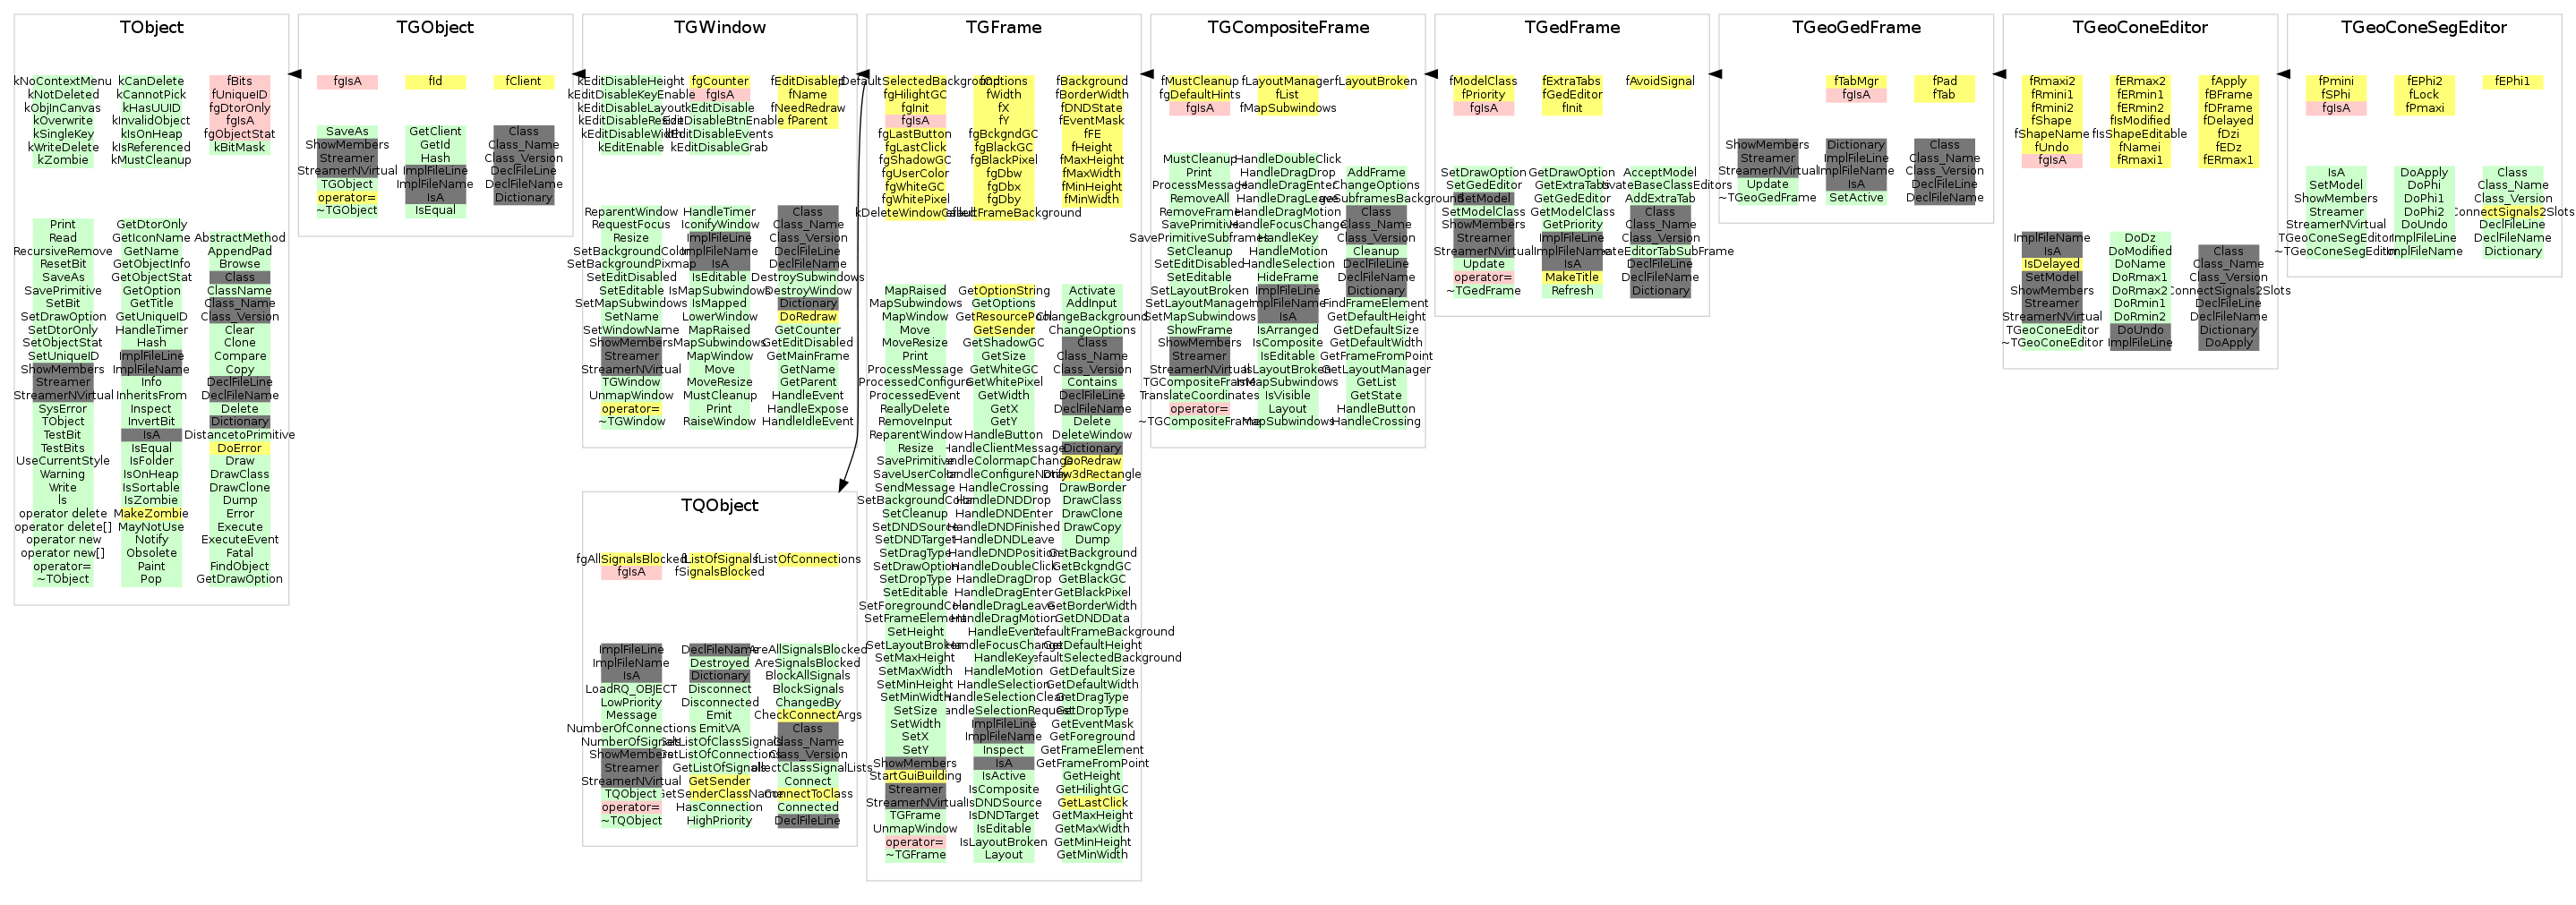 TObject
kNoContextMenu
kNotDeleted
kObjInCanvas
kOverwrite
kSingleKey
kWriteDelete
kZombie
kCanDelete
kCannotPick
kHasUUID
kInvalidObject
kIsOnHeap
kIsReferenced
kMustCleanup
fBits
fUniqueID
fgDtorOnly
fgIsA
fgObjectStat
kBitMask
Print
Read
RecursiveRemove
ResetBit
SaveAs
SavePrimitive
SetBit
SetDrawOption
SetDtorOnly
SetObjectStat
SetUniqueID
ShowMembers
Streamer
StreamerNVirtual
SysError
TObject
TestBit
TestBits
UseCurrentStyle
Warning
Write
ls
operator delete
operator delete[]
operator new
operator new[]
operator=
~TObject
GetDtorOnly
GetIconName
GetName
GetObjectInfo
GetObjectStat
GetOption
GetTitle
GetUniqueID
HandleTimer
Hash
ImplFileLine
ImplFileName
Info
InheritsFrom
Inspect
InvertBit
IsA
IsEqual
IsFolder
IsOnHeap
IsSortable
IsZombie
MakeZombie
MayNotUse
Notify
Obsolete
Paint
Pop
AbstractMethod
AppendPad
Browse
Class
ClassName
Class_Name
Class_Version
Clear
Clone
Compare
Copy
DeclFileLine
DeclFileName
Delete
Dictionary
DistancetoPrimitive
DoError
Draw
DrawClass
DrawClone
Dump
Error
Execute
ExecuteEvent
Fatal
FindObject
GetDrawOption
TGObject
fgIsA
fId
fClient
SaveAs
ShowMembers
Streamer
StreamerNVirtual
TGObject
operator=
~TGObject
GetClient
GetId
Hash
ImplFileLine
ImplFileName
IsA
IsEqual
Class
Class_Name
Class_Version
DeclFileLine
DeclFileName
Dictionary
TGWindow
kEditDisableHeight
kEditDisableKeyEnable
kEditDisableLayout
kEditDisableResize
kEditDisableWidth
kEditEnable
fgCounter
fgIsA
kEditDisable
kEditDisableBtnEnable
kEditDisableEvents
kEditDisableGrab
fEditDisabled
fName
fNeedRedraw
fParent
ReparentWindow
RequestFocus
Resize
SetBackgroundColor
SetBackgroundPixmap
SetEditDisabled
SetEditable
SetMapSubwindows
SetName
SetWindowName
ShowMembers
Streamer
StreamerNVirtual
TGWindow
UnmapWindow
operator=
~TGWindow
HandleTimer
IconifyWindow
ImplFileLine
ImplFileName
IsA
IsEditable
IsMapSubwindows
IsMapped
LowerWindow
MapRaised
MapSubwindows
MapWindow
Move
MoveResize
MustCleanup
Print
RaiseWindow
Class
Class_Name
Class_Version
DeclFileLine
DeclFileName
DestroySubwindows
DestroyWindow
Dictionary
DoRedraw
GetCounter
GetEditDisabled
GetMainFrame
GetName
GetParent
HandleEvent
HandleExpose
HandleIdleEvent
TQObject
fgAllSignalsBlocked
fgIsA
fListOfSignals
fSignalsBlocked
fListOfConnections
ImplFileLine
ImplFileName
IsA
LoadRQ_OBJECT
LowPriority
Message
NumberOfConnections
NumberOfSignals
ShowMembers
Streamer
StreamerNVirtual
TQObject
operator=
~TQObject
DeclFileName
Destroyed
Dictionary
Disconnect
Disconnected
Emit
EmitVA
GetListOfClassSignals
GetListOfConnections
GetListOfSignals
GetSender
GetSenderClassName
HasConnection
HighPriority
AreAllSignalsBlocked
AreSignalsBlocked
BlockAllSignals
BlockSignals
ChangedBy
CheckConnectArgs
Class
Class_Name
Class_Version
ollectClassSignalLists
Connect
ConnectToClass
Connected
DeclFileLine
TGFrame
fgHilightGC
fgInit
fgIsA
fgLastButton
fgLastClick
fgShadowGC
fgUserColor
fgWhiteGC
fgWhitePixel
fOptions
fWidth
fX
fY
fgBckgndGC
fgBlackGC
fgBlackPixel
fgDbw
fgDbx
fgDby
fBackground
fBorderWidth
fDNDState
fEventMask
fFE
fHeight
fMaxHeight
fMaxWidth
fMinHeight
fMinWidth
MapRaised
MapSubwindows
MapWindow
Move
MoveResize
Print
ProcessMessage
ProcessedConfigure
ProcessedEvent
ReallyDelete
RemoveInput
ReparentWindow
Resize
SavePrimitive
SaveUserColor
SendMessage
SetBackgroundColor
SetCleanup
SetDNDSource
SetDNDTarget
SetDragType
SetDrawOption
SetDropType
SetEditable
SetForegroundColor
SetFrameElement
SetHeight
SetLayoutBroken
SetMaxHeight
SetMaxWidth
SetMinHeight
SetMinWidth
SetSize
SetWidth
SetX
SetY
ShowMembers
StartGuiBuilding
Streamer
StreamerNVirtual
TGFrame
UnmapWindow
operator=
~TGFrame
GetOptionString
GetOptions
GetResourcePool
GetSender
GetShadowGC
GetSize
GetWhiteGC
GetWhitePixel
GetWidth
GetX
GetY
HandleButton
HandleClientMessage
HandleColormapChange
HandleConfigureNotify
HandleCrossing
HandleDNDDrop
HandleDNDEnter
HandleDNDFinished
HandleDNDLeave
HandleDNDPosition
HandleDoubleClick
HandleDragDrop
HandleDragEnter
HandleDragLeave
HandleDragMotion
HandleEvent
HandleFocusChange
HandleKey
HandleMotion
HandleSelection
HandleSelectionClear
HandleSelectionRequest
ImplFileLine
ImplFileName
Inspect
IsA
IsActive
IsComposite
IsDNDSource
IsDNDTarget
IsEditable
IsLayoutBroken
Layout
Activate
AddInput
ChangeBackground
ChangeOptions
Class
Class_Name
Class_Version
Contains
DeclFileLine
DeclFileName
Delete
DeleteWindow
Dictionary
DoRedraw
Draw3dRectangle
DrawBorder
DrawClass
DrawClone
DrawCopy
Dump
GetBackground
GetBckgndGC
GetBlackGC
GetBlackPixel
GetBorderWidth
GetDNDData
efaultFrameBackground
GetDefaultHeight
efaultSelectedBackground
GetDefaultSize
GetDefaultWidth
GetDragType
GetDropType
GetEventMask
GetForeground
GetFrameElement
GetFrameFromPoint
GetHeight
GetHilightGC
GetLastClick
GetMaxHeight
GetMaxWidth
GetMinHeight
GetMinWidth
TGCompositeFrame
fMustCleanup
fgDefaultHints
fgIsA
fLayoutManager
fList
fMapSubwindows
fLayoutBroken
MustCleanup
Print
ProcessMessage
RemoveAll
RemoveFrame
SavePrimitive
SavePrimitiveSubframes
SetCleanup
SetEditDisabled
SetEditable
SetLayoutBroken
SetLayoutManager
SetMapSubwindows
ShowFrame
ShowMembers
Streamer
StreamerNVirtual
TGCompositeFrame
TranslateCoordinates
operator=
~TGCompositeFrame
HandleDoubleClick
HandleDragDrop
HandleDragEnter
HandleDragLeave
HandleDragMotion
HandleFocusChange
HandleKey
HandleMotion
HandleSelection
HideFrame
ImplFileLine
ImplFileName
IsA
IsArranged
IsComposite
IsEditable
IsLayoutBroken
IsMapSubwindows
IsVisible
Layout
MapSubwindows
AddFrame
ChangeOptions
Class
Class_Name
Class_Version
Cleanup
DeclFileLine
DeclFileName
Dictionary
FindFrameElement
GetDefaultHeight
GetDefaultSize
GetDefaultWidth
GetFrameFromPoint
GetLayoutManager
GetList
GetState
HandleButton
HandleCrossing
TGedFrame
fModelClass
fPriority
fgIsA
fExtraTabs
fGedEditor
fInit
fAvoidSignal
SetDrawOption
SetGedEditor
SetModel
SetModelClass
ShowMembers
Streamer
StreamerNVirtual
Update
operator=
~TGedFrame
GetDrawOption
GetExtraTabs
GetGedEditor
GetModelClass
GetPriority
ImplFileLine
ImplFileName
IsA
MakeTitle
Refresh
AcceptModel
ivateBaseClassEditors
AddExtraTab
Class
Class_Name
Class_Version
ateEditorTabSubFrame
DeclFileLine
DeclFileName
Dictionary
TGeoGedFrame
fTabMgr
fgIsA
fPad
fTab
ShowMembers
Streamer
StreamerNVirtual
Update
~TGeoGedFrame
Dictionary
ImplFileLine
ImplFileName
IsA
SetActive
Class
Class_Name
Class_Version
DeclFileLine
DeclFileName
TGeoConeEditor
fRmaxi2
fRmini1
fRmini2
fShape
fShapeName
fUndo
fgIsA
fERmax2
fERmin1
fERmin2
fIsModified
fIsShapeEditable
fNamei
fRmaxi1
fApply
fBFrame
fDFrame
fDelayed
fDzi
fEDz
fERmax1
ImplFileName
IsA
IsDelayed
SetModel
ShowMembers
Streamer
StreamerNVirtual
TGeoConeEditor
~TGeoConeEditor
DoDz
DoModified
DoName
DoRmax1
DoRmax2
DoRmin1
DoRmin2
DoUndo
ImplFileLine
Class
Class_Name
Class_Version
ConnectSignals2Slots
DeclFileLine
DeclFileName
Dictionary
DoApply
TGeoConeSegEditor
fPmini
fSPhi
fgIsA
fEPhi2
fLock
fPmaxi
fEPhi1
IsA
SetModel
ShowMembers
Streamer
StreamerNVirtual
TGeoConeSegEditor
~TGeoConeSegEditor
DoApply
DoPhi
DoPhi1
DoPhi2
DoUndo
ImplFileLine
ImplFileName
Class
Class_Name
Class_Version
ConnectSignals2Slots
DeclFileLine
DeclFileName
Dictionary